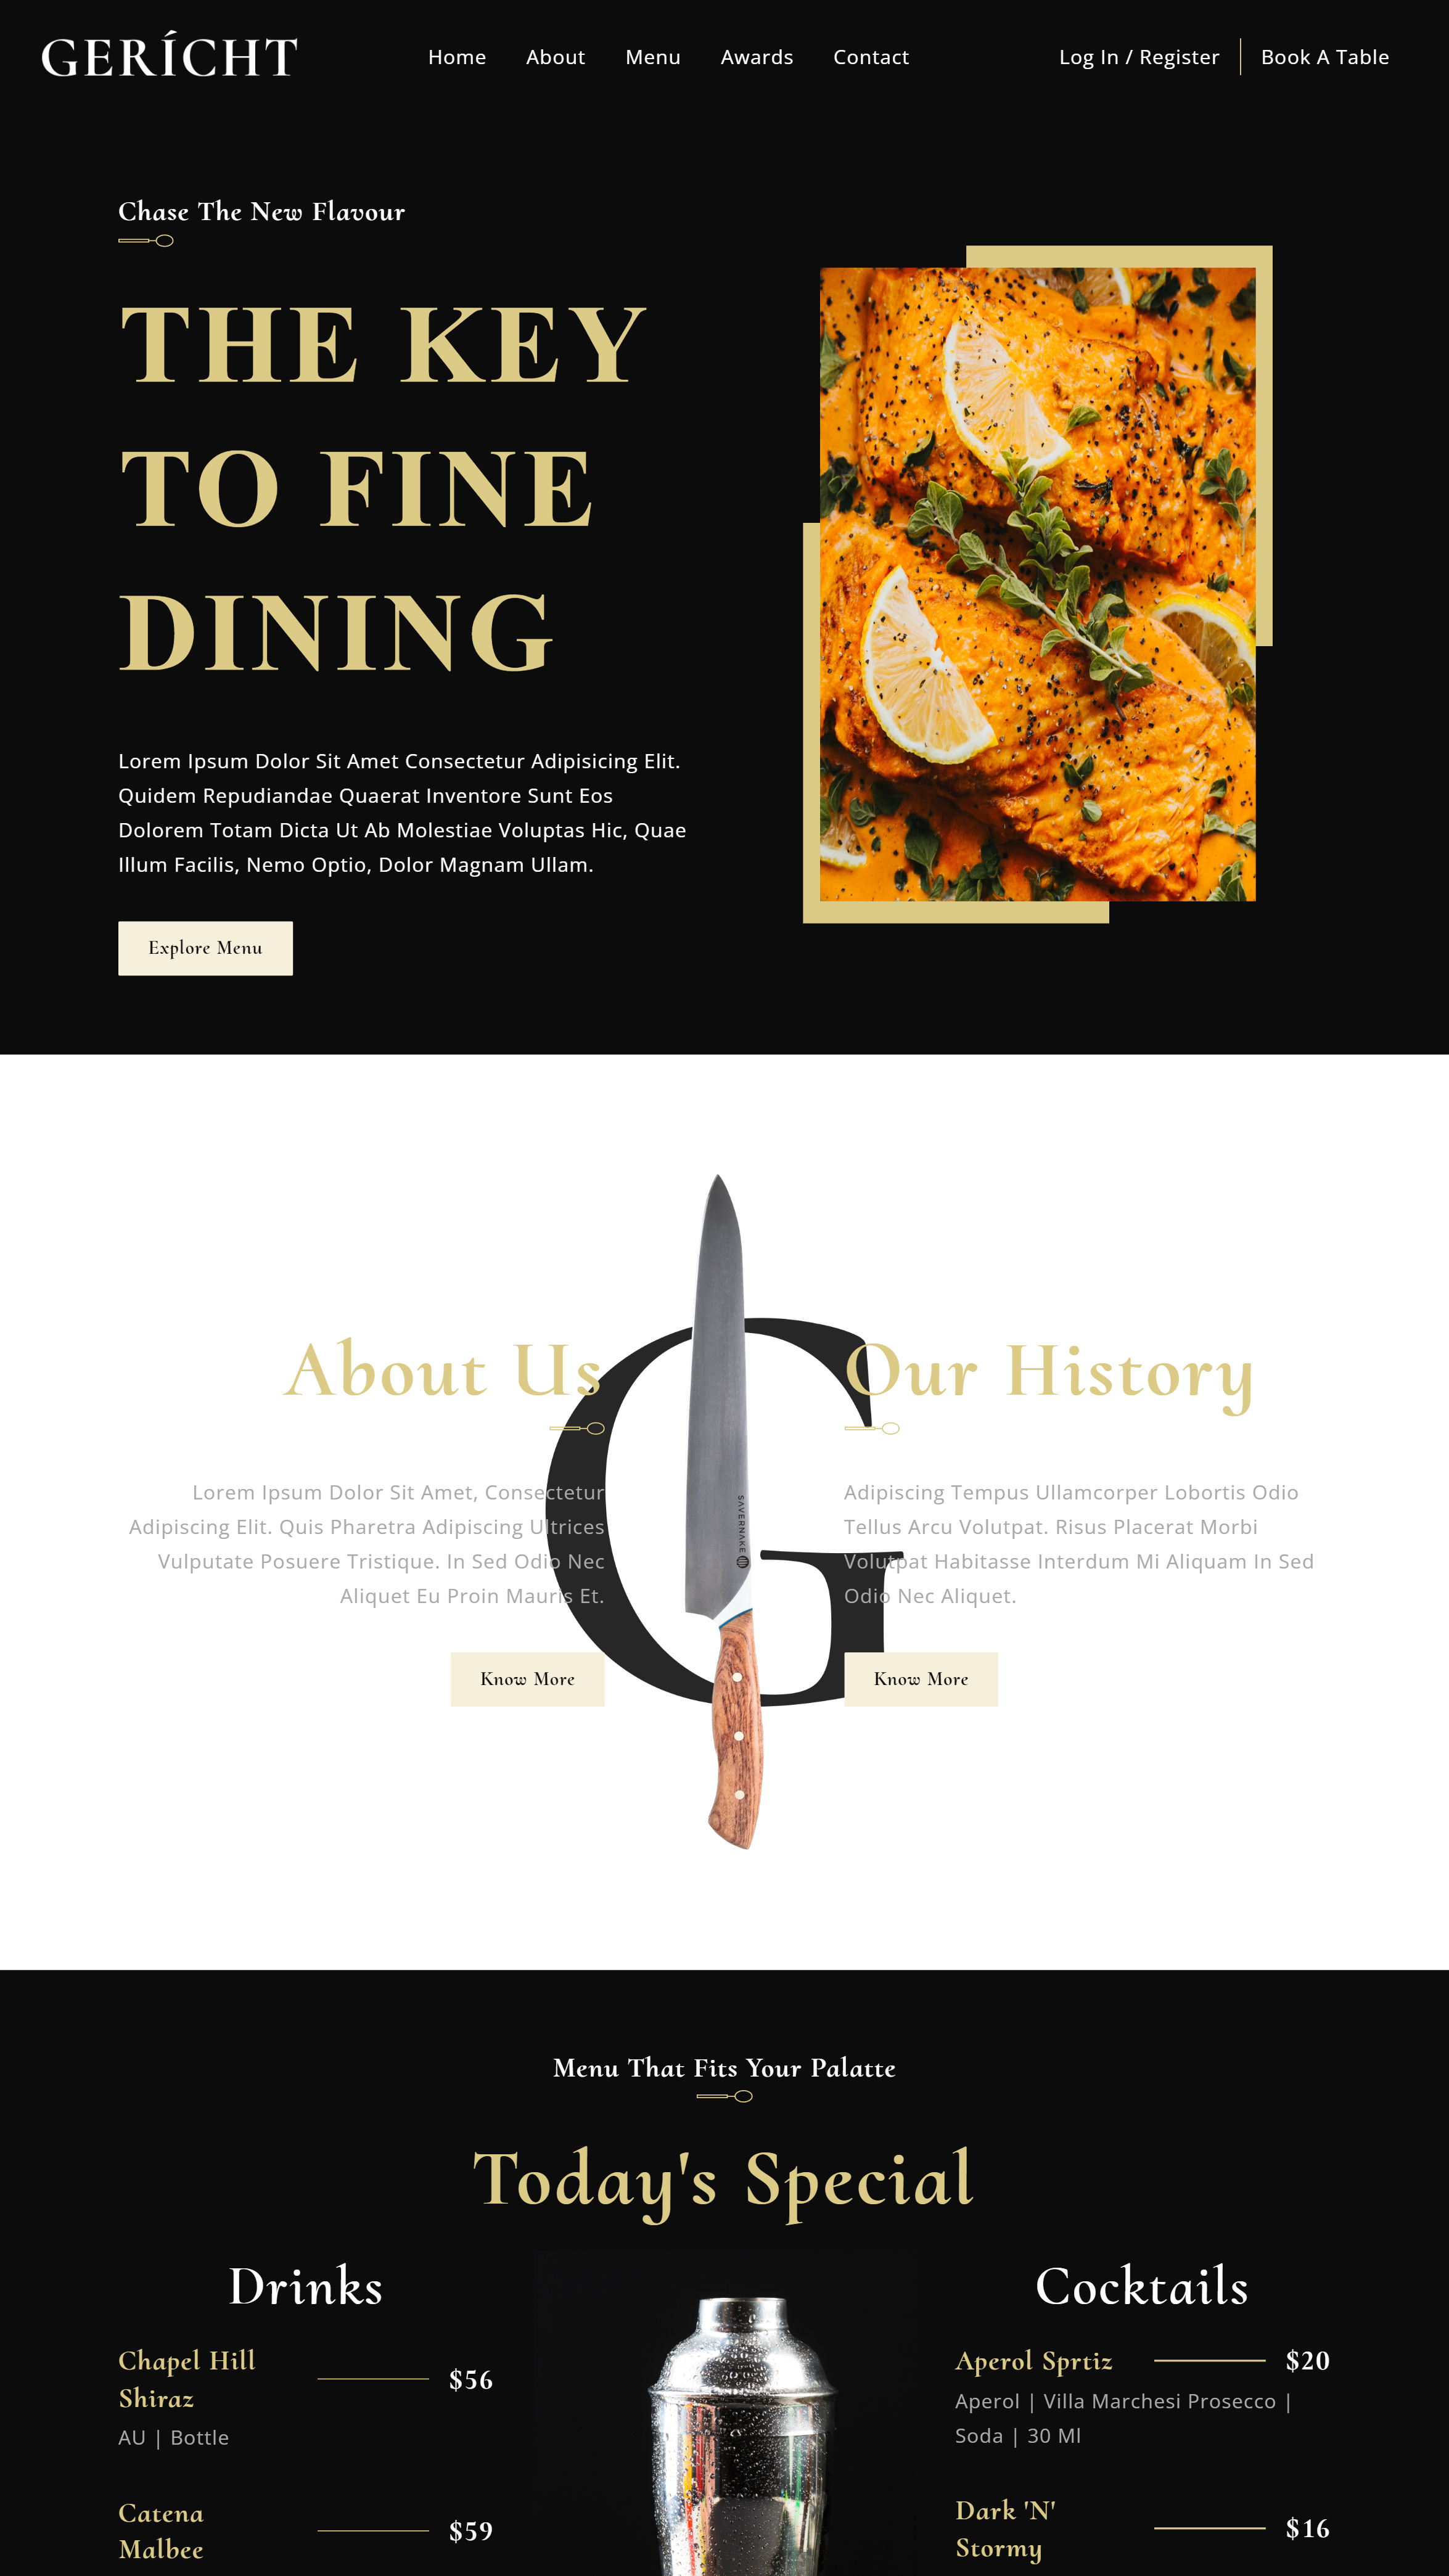 GERÍCHT
Home About Menu Awards Contact
Log In / Register Book A Table
Chase The New Flavour
THE KEY
TO FINE
DINING
Lorem Ipsum Dolor Sit Amet Consectetur Adipisicing Elit.
Quidem Repudiandae Quaerat Inventore Sunt Eos
Dolorem Totam Dicta Ut Ab Molestiae Voluptas Hic, Quae
Illum Facilis, Nemo Optio, Dolor Magnam Ullam.
Explore Menu
About Us
Lorem Ipsum Dolor Sit Amet, Consectetur
Adipiscing Elit. Quis Pharetra Adipiscing Ultrices
Vulputate Posuere Tristique. In Sed Odio Nec
Aliquet Eu Proin Mauris Et.
Know More
G
SAVERNAKE
Our History
Adipiscing Tempus Ullamcorper Lobortis Odio
Tellus Arcu Volutpat. Risus Placerat Morbi
Volutpat Habitasse Interdum Mi Aliquam In Sed
Odio Nec Aliquet.
Know More
Menu That Fits Your Palatte
Today's Special
Drinks
Chapel Hill
Shiraz
$56
AU | Bottle
Catena
Malbee
$59
Cocktails
Aperol Sprtiz
$20
Aperol | Villa Marchesi Prosecco |
Soda | 30 Ml
Dark 'N'
Stormy
$16